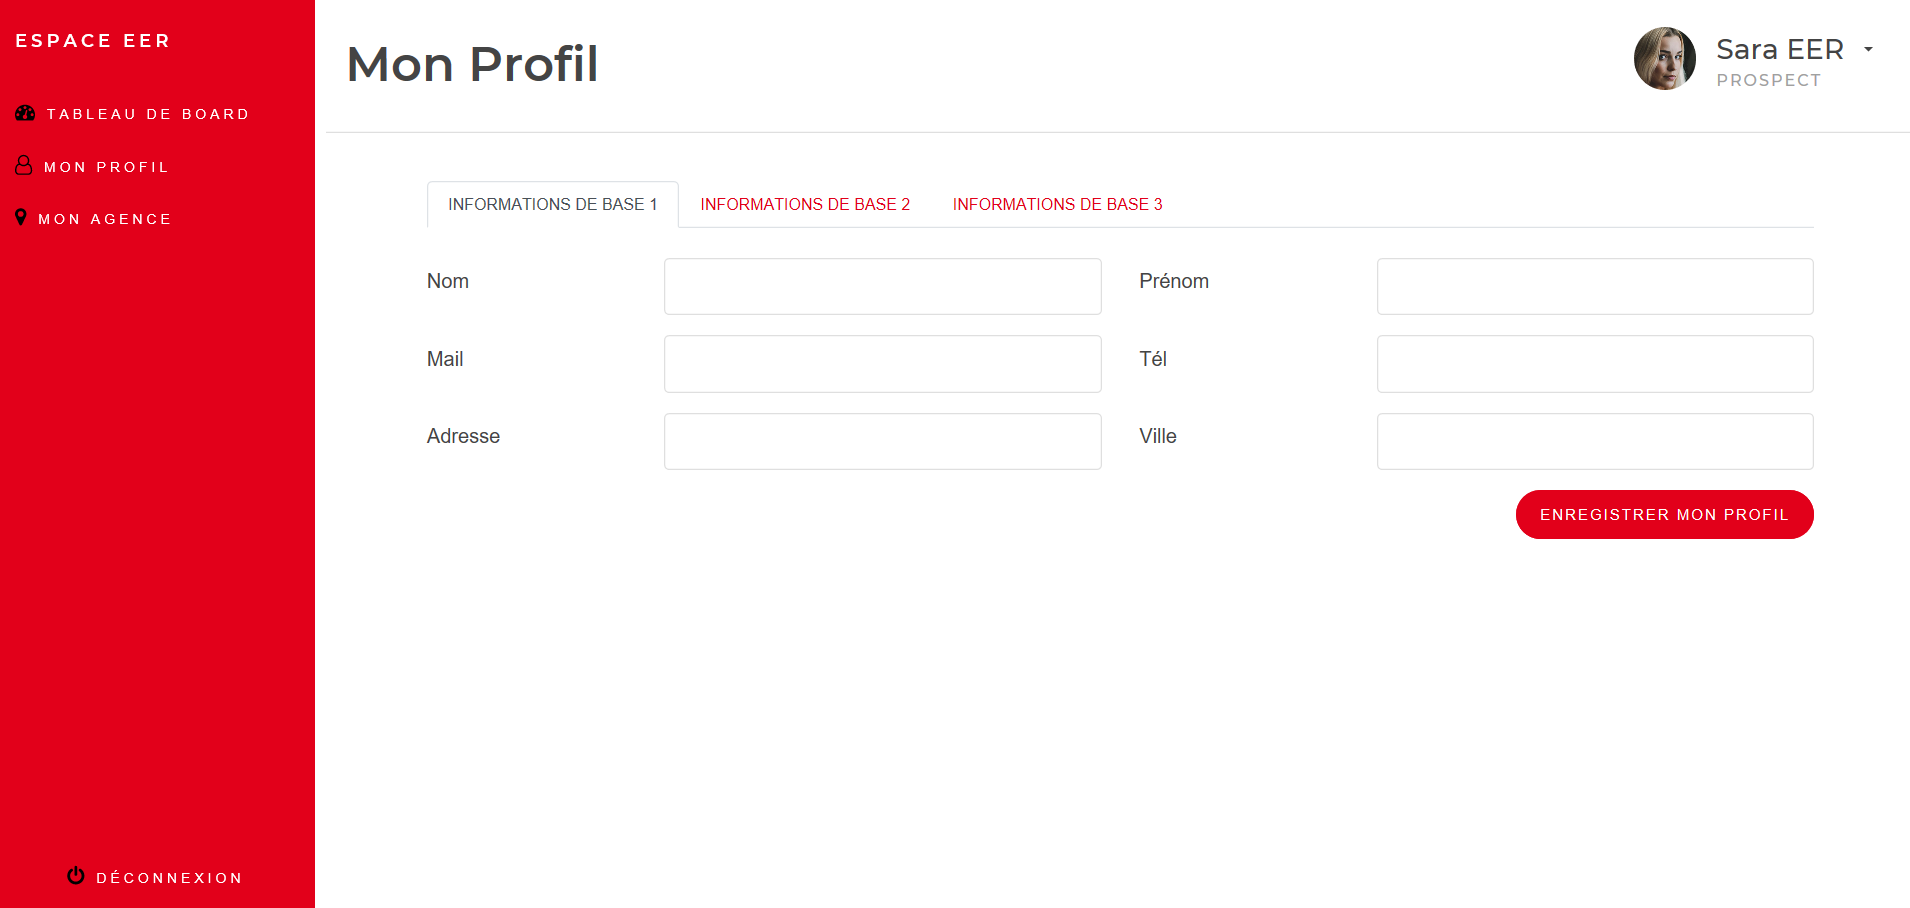 ESPACE EER
TABLEAU DE BOARD
MON PROFIL
MON AGENCE
DÉCONNEXION
Mon Profil
Sara EER
PROSPECT
INFORMATIONS DE BASE 1
INFORMATIONS DE BASE 2
INFORMATIONS DE BASE 3
Nom
Prénom
Mail
Tél
Adresse
Ville
ENREGISTRER MON PROFIL